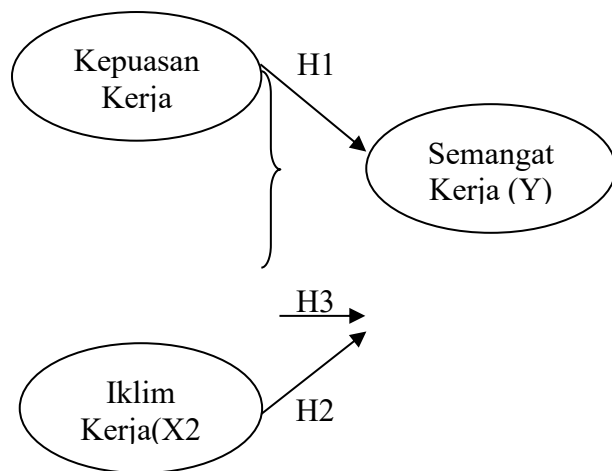 Kepuasan
Kerja
H1
Semangat
Kerja (Y)
H3
Iklim
Kerja(X2
H2